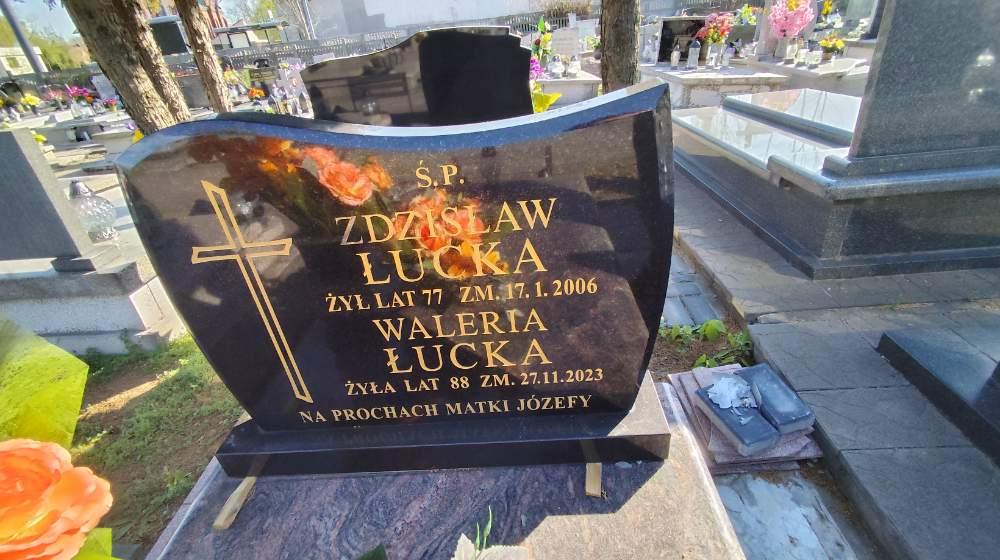 Ś.P.
ZDZISŁAW
ŁUCKA
ŻYŁ LAT 77 ZM. 17. 1. 2006
WALERIA
ŁUCKA
ŻYŁA LAT 88 ZM. 27.11.2023
NA PROCHACH MATKI JÓZEFY